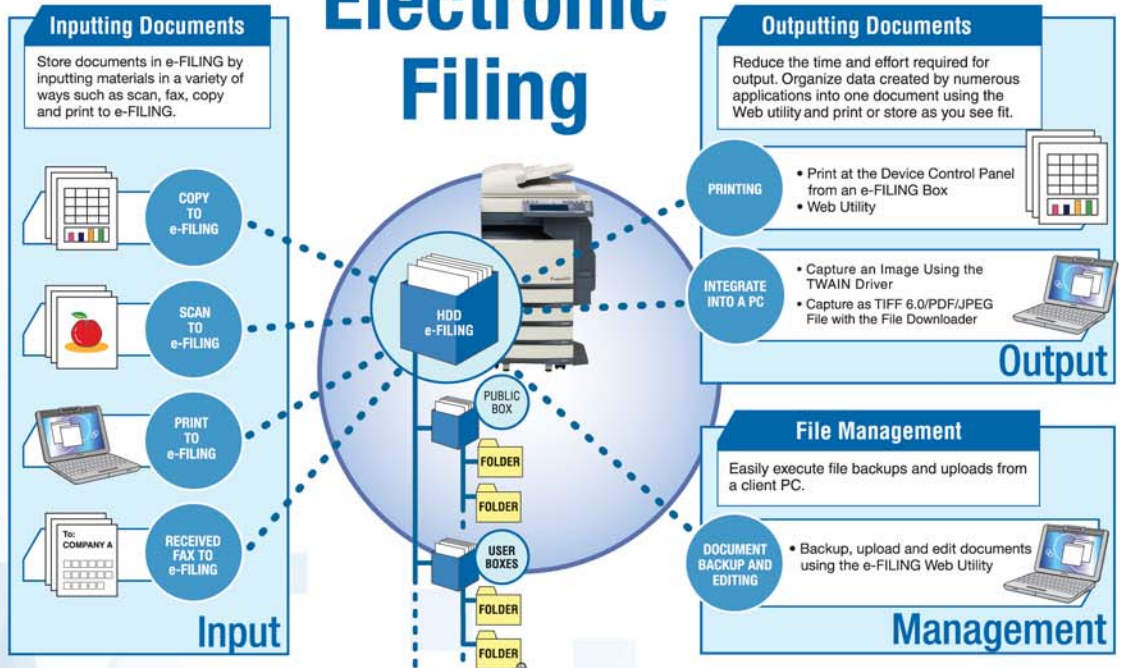 Electronic
Filing
Inputting Documents
Store documents in e-FILING by
inputting materials in a variety of
ways such as scan, fax, copy
and print to e-FILING.
COPY
TO
e-FILING
SCAN
TO
e-FILING
PRINT
TO
e-FILING
To:
COMPANY A
RECEIVED
FAX TO
e-FILING
Input
HDD
e-FILING
PUBLIC
BOX
FOLDER
FOLDER
USER
BOXES
FOLDER
FOLDER
Outputting Documents
Reduce the time and effort required for
output. Organize data created by numerous
applications into one document using the
Web utility and print or store as you see fit.
PRINTING
• Print at the Device Control Panel
from an e-FILING Box
• Web Utility
INTEGRATE
INTO A PC
• Capture an Image Using the
TWAIN Driver
• Capture as TIFF 6.0/PDF/JPEG
File with the File Downloader
Output
File Management
Easily execute file backups and uploads from
a client PC.
DOCUMENT
BACKUP AND
EDITING
• Backup, upload and edit documents
using the e-FILING Web Utility
Management